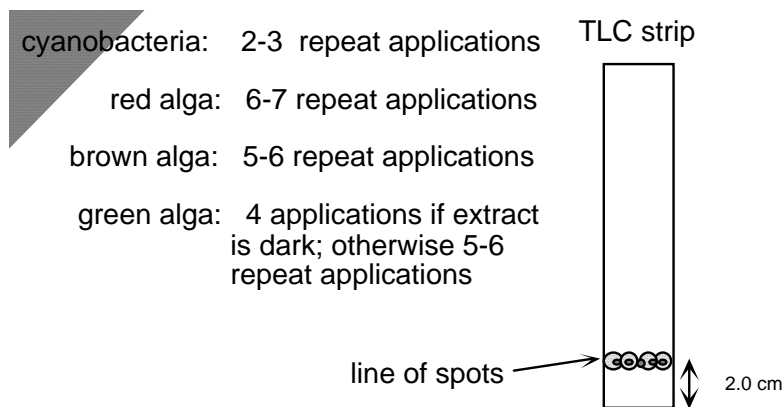 cyanobacteria: 2-3 repeat applications
TLC strip
red alga: 6-7 repeat applications
brown alga: 5-6 repeat applications
green alga: 4 applications if extract
is dark; otherwise 5-6
repeat applications
line of spots
2.0 cm